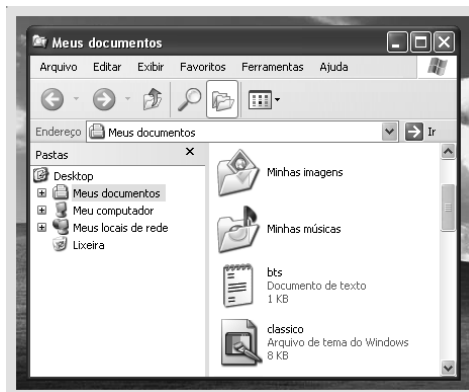 Meus documentos
Arquivo Editar Exibir Favoritos Ferramentas Ajuda
Endereço Meus documentos Ir
Pastas
Desktop
Meus documentos
Meu computador
Meus locais de rede
Lixeira
Minhas imagens
Minhas músicas
bts
Documento de texto
1 KB
classico
Arquivo de tema do Windows
8 KB